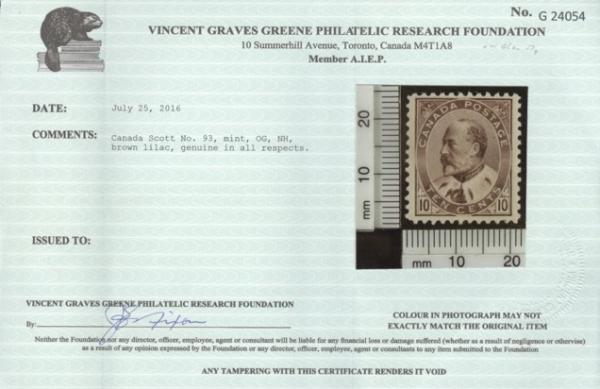 No. G 24054
VINCENT GRAVES GREENE PHILATELIC RESEARCH FOUNDATION
10 Summerhill Avenue, Toronto, Canada M4T1A8
Member A.I.E.P.
DATE: July 25, 2016
COMMENTS: Canada Scott No. 93, mint, OG, NH,
brown lilac, genuine in all respects.
20
10
mm
CANADA POSTAGE
TEN CENTS
10 10
mm 10 20
ISSUED TO:
VINCENT GRAVES GREENE PHILATELIC RESEARCH FOUNDATION
By:
COLOUR IN PHOTOGRAPH MAY NOT
EXACTLY MATCH THE ORIGINAL ITEM
Neither the Foundation nor any director, officer, employee, agent or consultant will be liable for any financial loss or damage suffered (whether as a result of negligence or otherwise)
as a result of any opinion expressed by the Foundation or any director, officer, employee, agent or consultants to any item submitted to the Foundation
ANY TAMPERING WITH THIS CERTIFICATE RENDERS IT VOID